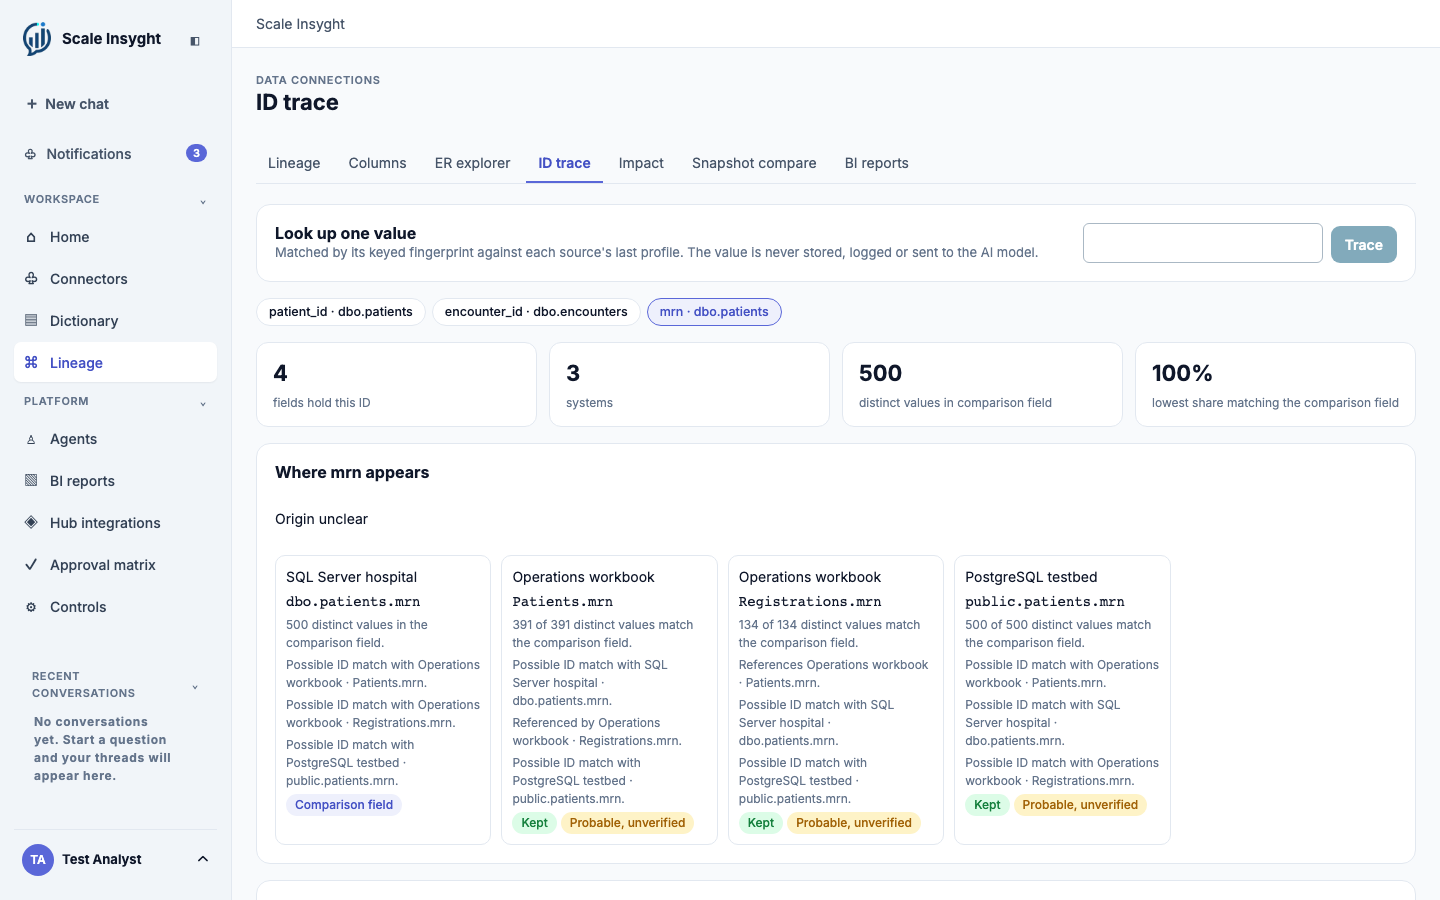 Scale Insyght
Scale Insyght
+ New chat
Notifications
3
WORKSPACE
Home
Connectors
Dictionary
Lineage
PLATFORM
Agents
BI reports
Hub integrations
Approval matrix
Controls
RECENT
CONVERSATIONS
No conversations
yet. Start a question
and your threads will
appear here.
TA
Test Analyst
DATA CONNECTIONS
ID trace
Lineage
Columns
ER explorer
ID trace
Impact
Snapshot compare
BI reports
Look up one value
Matched by its keyed fingerprint against each source's last profile. The value is never stored, logged or sent to the AI model.
Trace
patient_id · dbo.patients
encounter_id · dbo.encounters
mrn · dbo.patients
4
fields hold this ID
3
systems
500
distinct values in comparison field
100%
lowest share matching the comparison field
Where mrn appears
Origin unclear
SQL Server hospital
dbo.patients.mrn
500 distinct values in the
comparison field.
Possible ID match with Operations
workbook · Patients.mrn.
Possible ID match with Operations
workbook · Registrations.mrn.
Possible ID match with
PostgreSQL testbed ·
public.patients.mrn.
Comparison field
Operations workbook
Patients.mrn
391 of 391 distinct values match
the comparison field.
Possible ID match with SQL
Server hospital ·
dbo.patients.mrn.
Referenced by Operations
workbook · Registrations.mrn.
Possible ID match with
PostgreSQL testbed ·
public.patients.mrn.
Kept
Probable, unverified
Operations workbook
Registrations.mrn
134 of 134 distinct values match
the comparison field.
References Operations workbook
· Patients.mrn.
Possible ID match with SQL
Server hospital ·
dbo.patients.mrn.
Possible ID match with
PostgreSQL testbed ·
public.patients.mrn.
Kept
Probable, unverified
PostgreSQL testbed
public.patients.mrn
500 of 500 distinct values match
the comparison field.
Possible ID match with Operations
workbook · Patients.mrn.
Possible ID match with SQL
Server hospital ·
dbo.patients.mrn.
Possible ID match with Operations
workbook · Registrations.mrn.
Kept
Probable, unverified